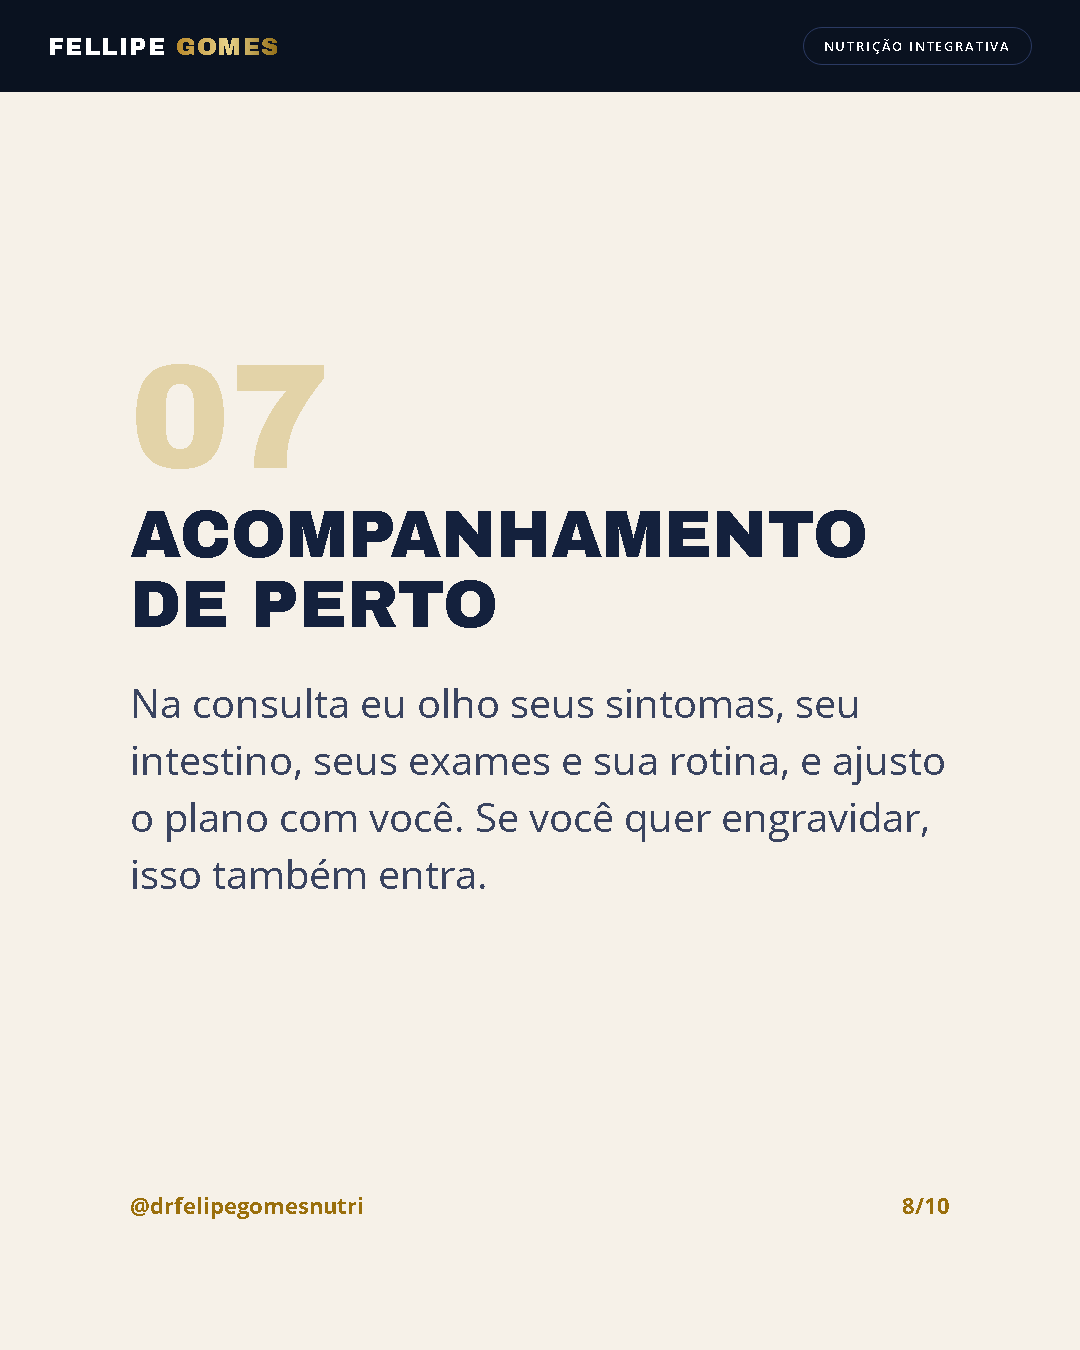 FELLIPE GOMES
NUTRIÇÃO INTEGRATIVA
07
ACOMPANHAMENTO
DE PERTO
Na consulta eu olho seus sintomas, seu
intestino, seus exames e sua rotina, e ajusto
o plano com você. Se você quer engravidar,
isso também entra.
@drfelipegomesnutri
8/10